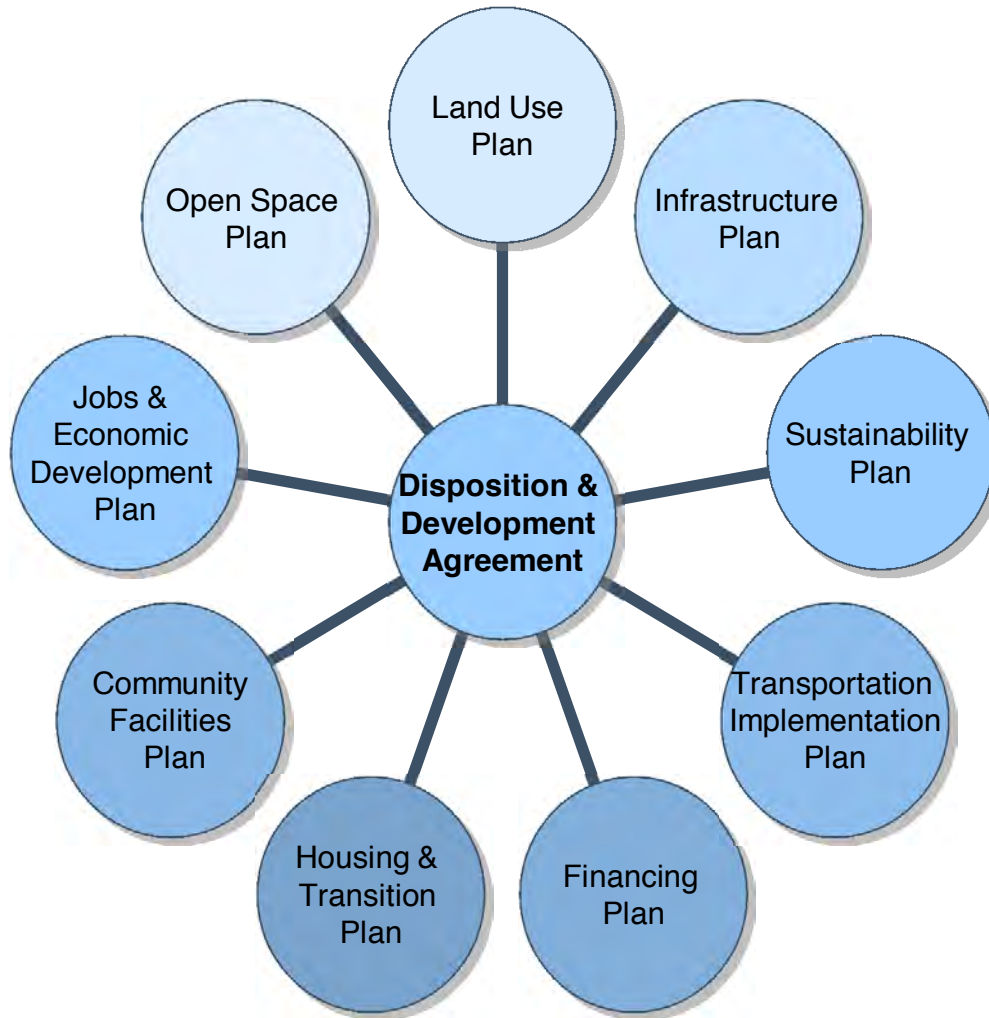 Land Use
Plan
Infrastructure
Plan
Sustainability
Plan
Transportation
Implementation
Plan
Financing
Plan
Housing &
Transition
Plan
Community
Facilities
Plan
Jobs &
Economic
Development
Plan
Open Space
Plan
Disposition &
Development
Agreement